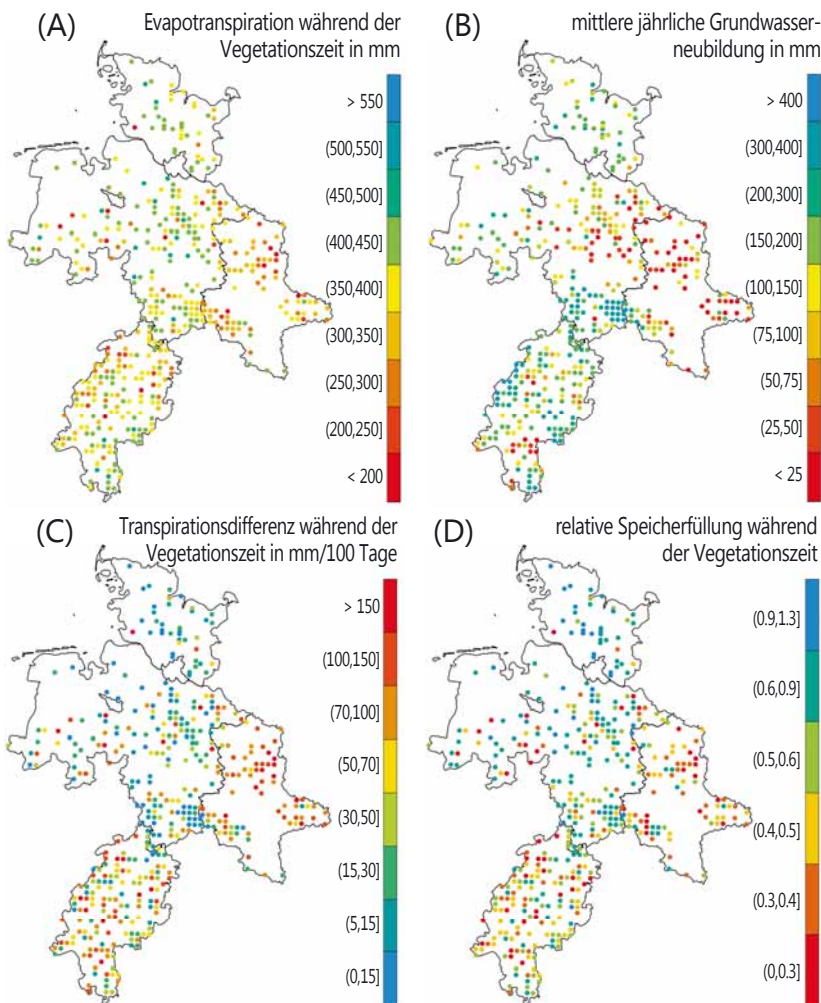 (A)
Evapotranspiration während der
Vegetationszeit in mm
> 550
(500,550]
(450,500]
(400,450]
(350,400]
(300,350]
(250,300]
(200,250]
< 200
(B)
mittlere jährliche Grundwasser-
neubildung in mm
> 400
(300,400]
(200,300]
(150,200]
(100,150]
(75,100]
(50,75]
(25,50]
< 25
(C)
Transpirationsdifferenz während der
Vegetationszeit in mm/100 Tage
> 150
(100,150]
(70,100]
(50,70]
(30,50]
(15,30]
(5,15]
(0,15]
(D)
relative Speicherfüllung während
der Vegetationszeit
(0.9,1.3]
(0.6,0.9]
(0.5,0.6]
(0.4,0.5]
(0.3,0.4]
(0,0.3]